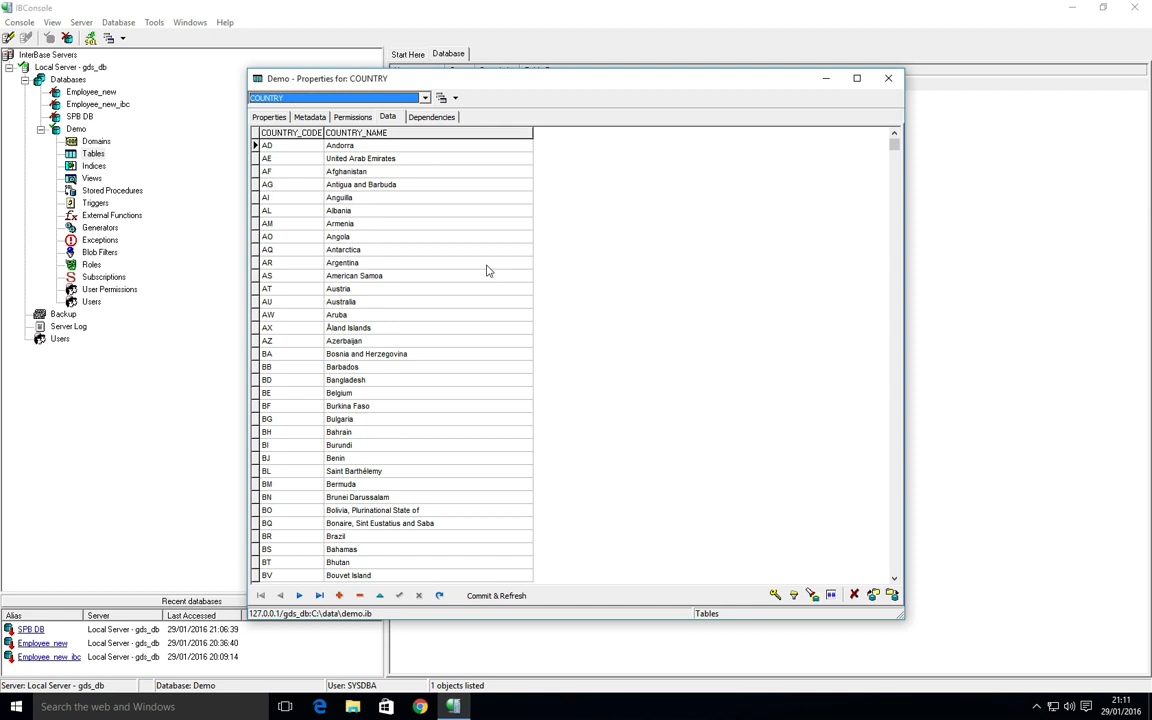 IBConsole
Console View Server Database Tools Windows Help
InterBase Servers
Local Server - gds_db
Databases
Employee_new
Employee_new_ibc
SPB DB
Demo
Domains
Tables
Indices
Views
Stored Procedures
Triggers
External Functions
Generators
Exceptions
Blob Filters
Roles
Subscriptions
User Permissions
Users
Backup
Server Log
Users
Start Here Database
Demo - Properties for: COUNTRY
COUNTRY
Properties Metadata Permissions Data Dependencies
COUNTRY_CODE COUNTRY_NAME
AD Andorra
AE United Arab Emirates
AF Afghanistan
AG Antigua and Barbuda
AI Anguilla
AL Albania
AM Armenia
AO Angola
AQ Antarctica
AR Argentina
AS American Samoa
AT Austria
AU Australia
AW Aruba
AX Åland Islands
AZ Azerbaijan
BA Bosnia and Herzegovina
BB Barbados
BD Bangladesh
BE Belgium
BF Burkina Faso
BG Bulgaria
BH Bahrain
BI Burundi
BJ Benin
BL Saint Barthélemy
BM Bermuda
BN Brunei Darussalam
BO Bolivia, Plurinational State of
BQ Bonaire, Sint Eustatius and Saba
BR Brazil
BS Bahamas
BT Bhutan
BV Bouvet Island
Commit & Refresh
127.0.0.1/gds_db:C:\data\demo.ib Tables
Recent databases
Alias Server Last Accessed
SPB DB Local Server - gds_db 29/01/2016 21:06:39
Employee_new Local Server - gds_db 29/01/2016 20:36:40
Employee_new_ibc Local Server - gds_db 29/01/2016 20:09:14
Server: Local Server - gds_db Database: Demo User: SYSDBA 1 objects listed
Search the web and Windows
21:11
29/01/2016